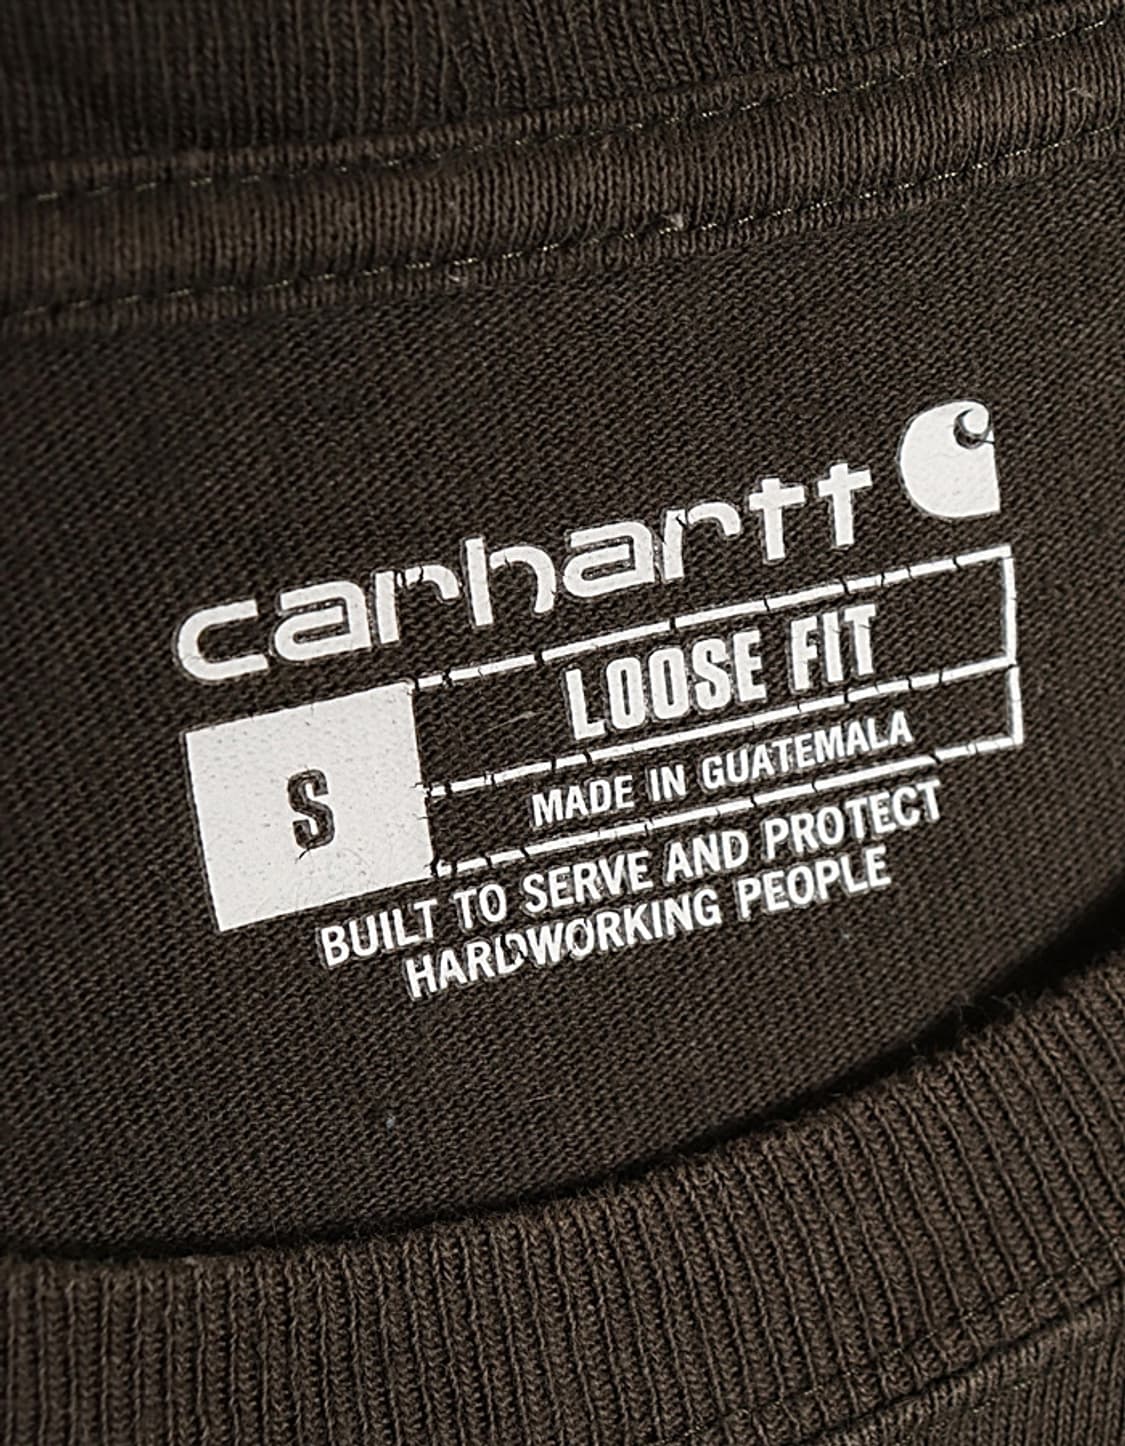 carhartt
LOOSE FIT
S
MADE IN GUATEMALA
BUILT TO SERVE AND PROTECT
HARDWORKING PEOPLE